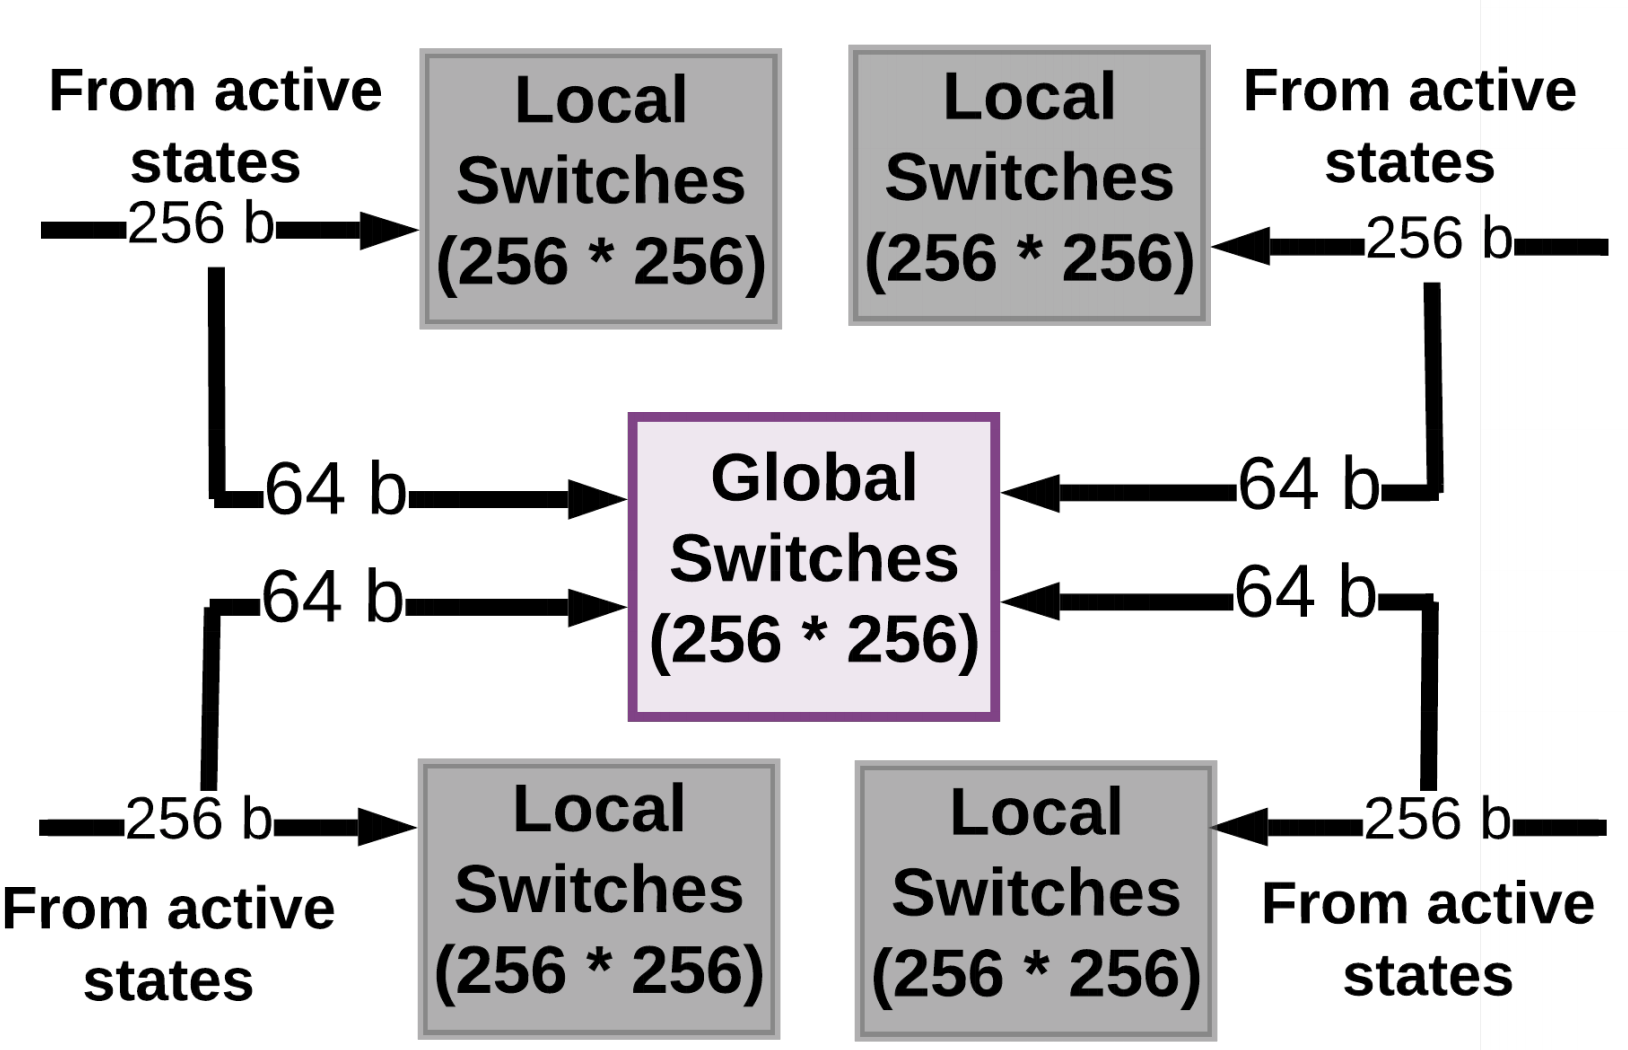 From active
states
256 b
Local
Switches
(256 * 256)
Local
Switches
(256 * 256)
From active
states
256 b
64 b
64 b
Global
Switches
(256 * 256)
64 b
64 b
256 b
From active
states
Local
Switches
(256 * 256)
Local
Switches
(256 * 256)
256 b
From active
states